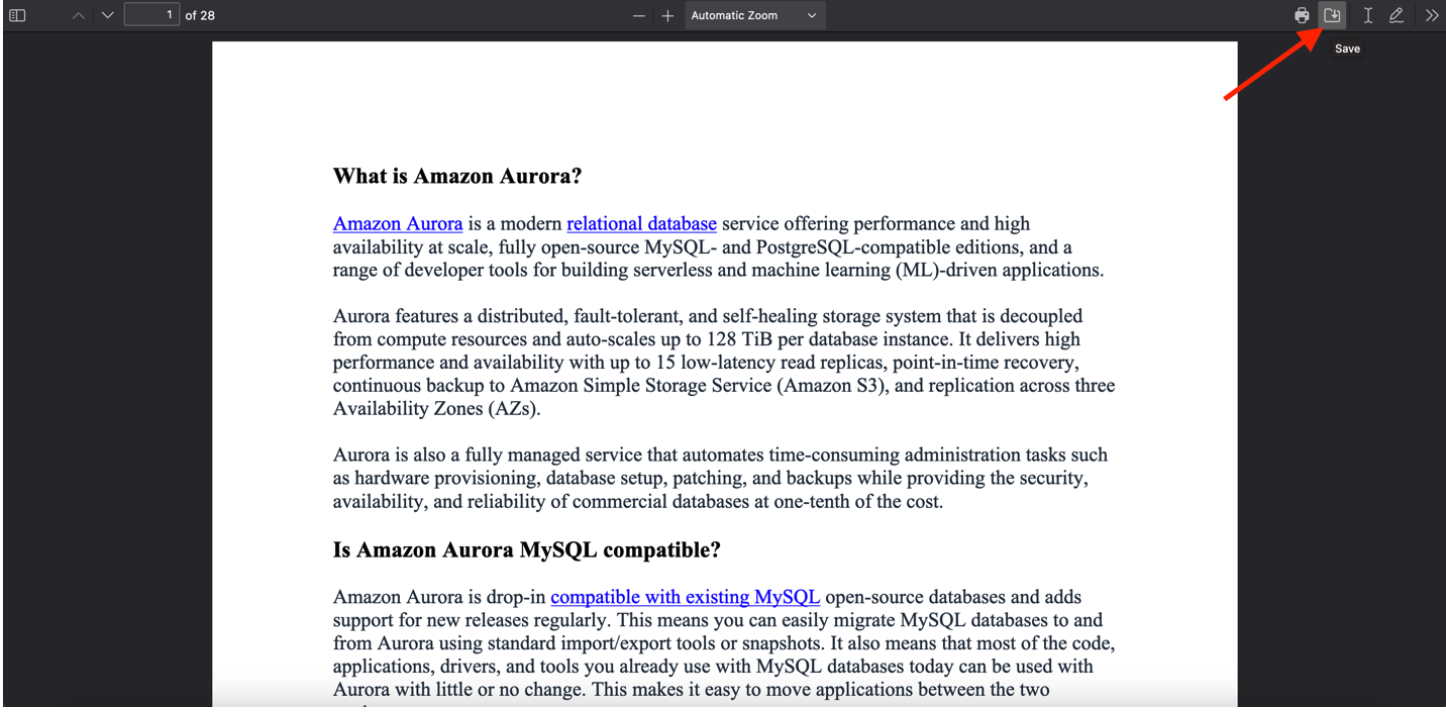 1 of 28 Automatic Zoom
Save
What is Amazon Aurora?
Amazon Aurora is a modern relational database service offering performance and high
availability at scale, fully open-source MySQL- and PostgreSQL-compatible editions, and a
range of developer tools for building serverless and machine learning (ML)-driven applications.
Aurora features a distributed, fault-tolerant, and self-healing storage system that is decoupled
from compute resources and auto-scales up to 128 TiB per database instance. It delivers high
performance and availability with up to 15 low-latency read replicas, point-in-time recovery,
continuous backup to Amazon Simple Storage Service (Amazon S3), and replication across three
Availability Zones (AZs).
Aurora is also a fully managed service that automates time-consuming administration tasks such
as hardware provisioning, database setup, patching, and backups while providing the security,
availability, and reliability of commercial databases at one-tenth of the cost.
Is Amazon Aurora MySQL compatible?
Amazon Aurora is drop-in compatible with existing MySQL open-source databases and adds
support for new releases regularly. This means you can easily migrate MySQL databases to and
from Aurora using standard import/export tools or snapshots. It also means that most of the code,
applications, drivers, and tools you already use with MySQL databases today can be used with
Aurora with little or no change. This makes it easy to move applications between the two